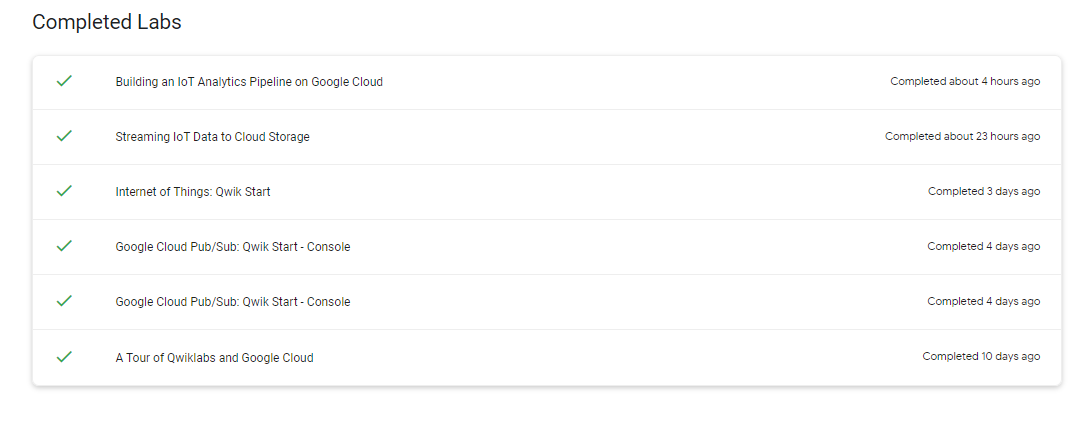 Completed Labs
Building an IoT Analytics Pipeline on Google Cloud Completed about 4 hours ago
Streaming IoT Data to Cloud Storage Completed about 23 hours ago
Internet of Things: Qwik Start Completed 3 days ago
Google Cloud Pub/Sub: Qwik Start - Console Completed 4 days ago
Google Cloud Pub/Sub: Qwik Start - Console Completed 4 days ago
A Tour of Qwiklabs and Google Cloud Completed 10 days ago